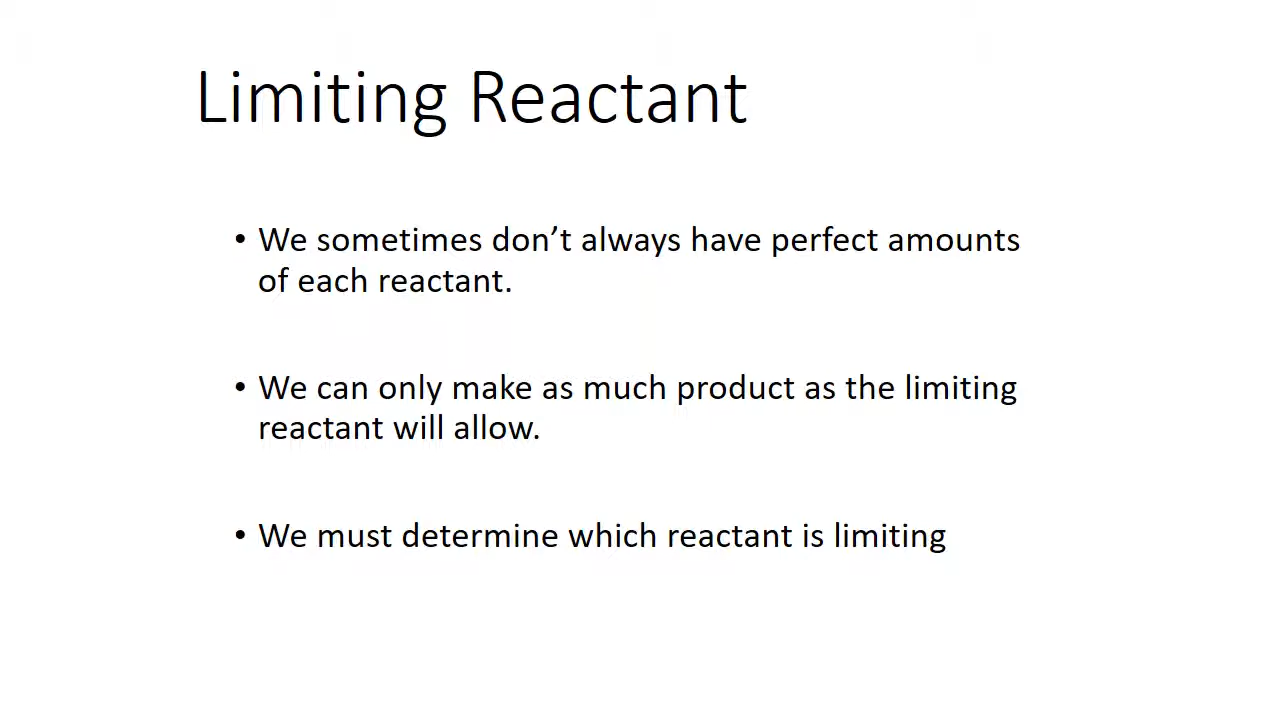 Limiting Reactant
• We sometimes don’t always have perfect amounts
of each reactant.
• We can only make as much product as the limiting
reactant will allow.
• We must determine which reactant is limiting